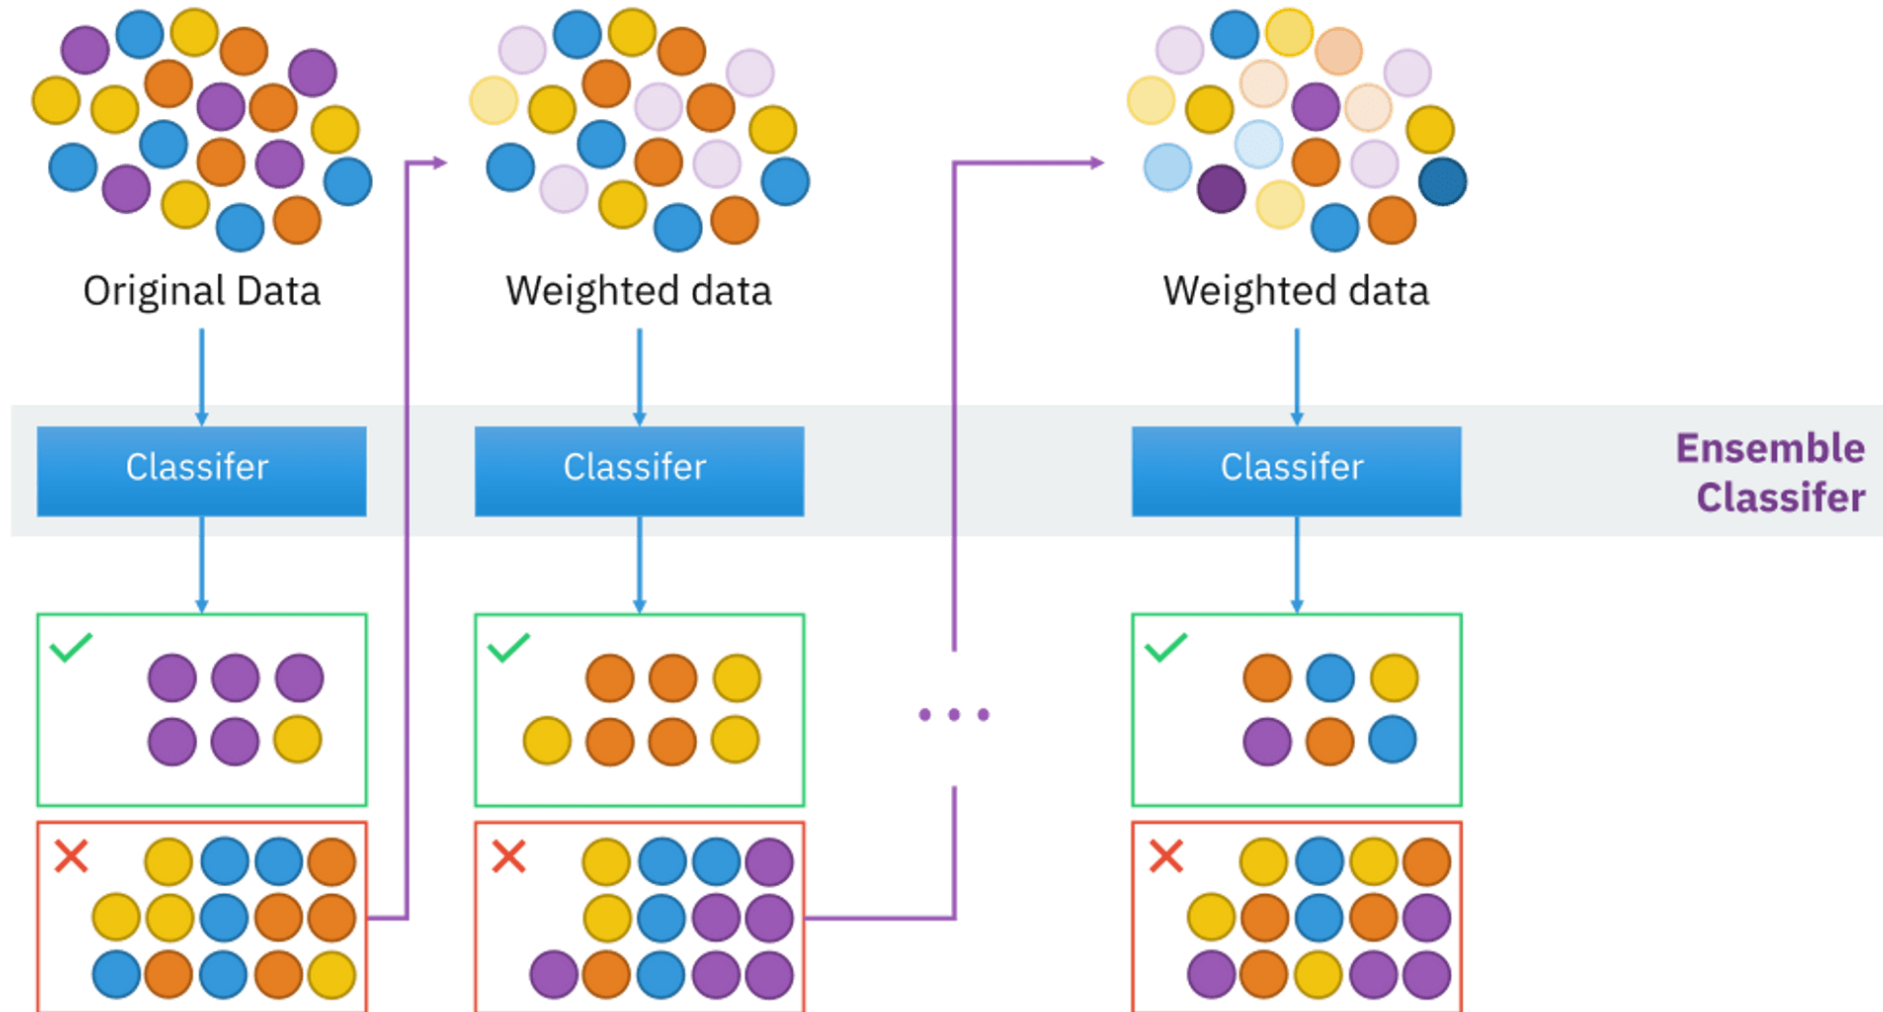 Original Data
Weighted data
Weighted data
Classifer
Classifer
Classifer
Ensemble
Classifer